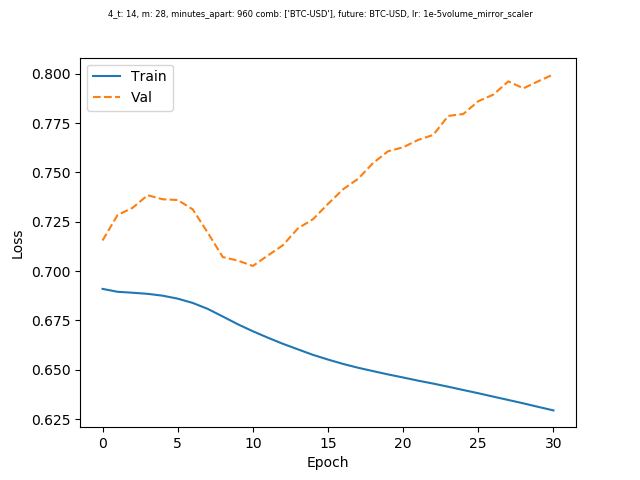 4_t: 14, m: 28, minutes_apart: 960 comb: ['BTC-USD'], future: BTC-USD, lr: 1e-5volume_mirror_scaler
Train
Val
0.800
0.775
0.750
0.725
0.700
0.675
0.650
0.625
Loss
0 5 10 15 20 25 30
Epoch